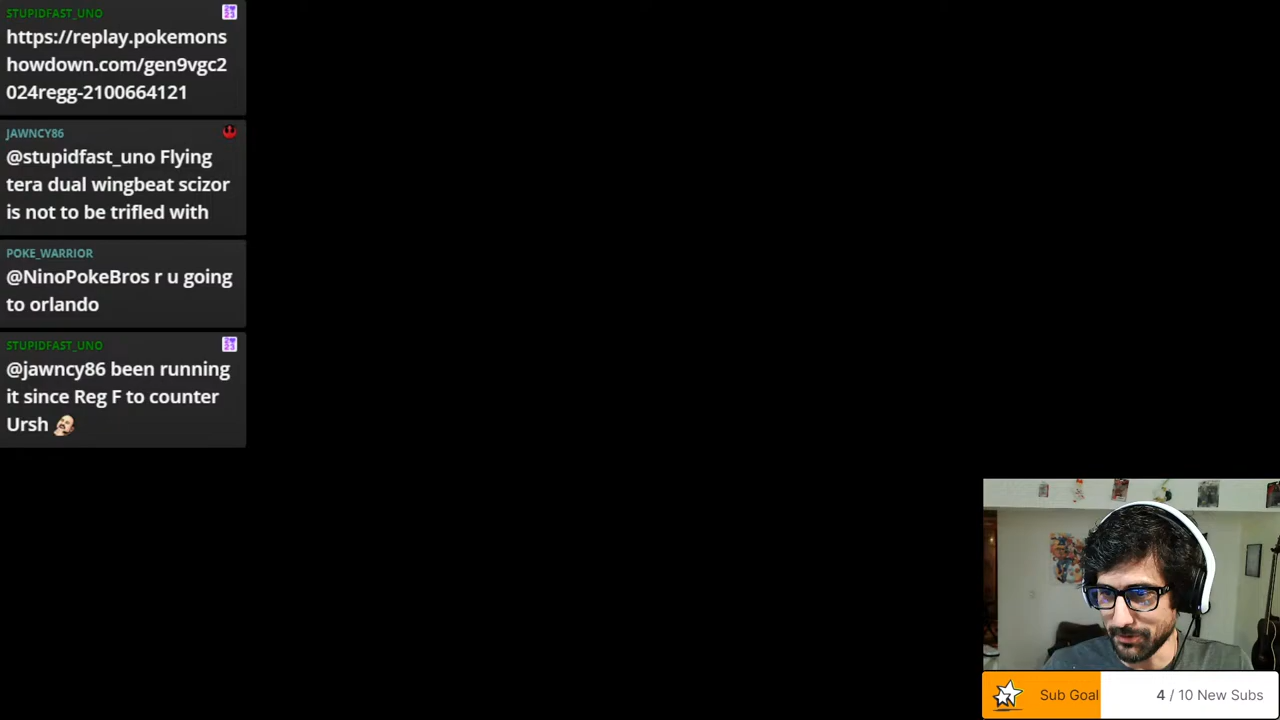 STUPIDFAST_UNO
https://replay.pokemons
howdown.com/gen9vgc2
024regg-2100664121
JAWNCY86
@stupidfast_uno Flying
tera dual wingbeat scizor
is not to be trifled with
POKE_WARRIOR
@NinoPokeBros r u going
to orlando
STUPIDFAST_UNO
@jawncy86 been running
it since Reg F to counter
Ursh
Sub Goal
4 / 10 New Subs